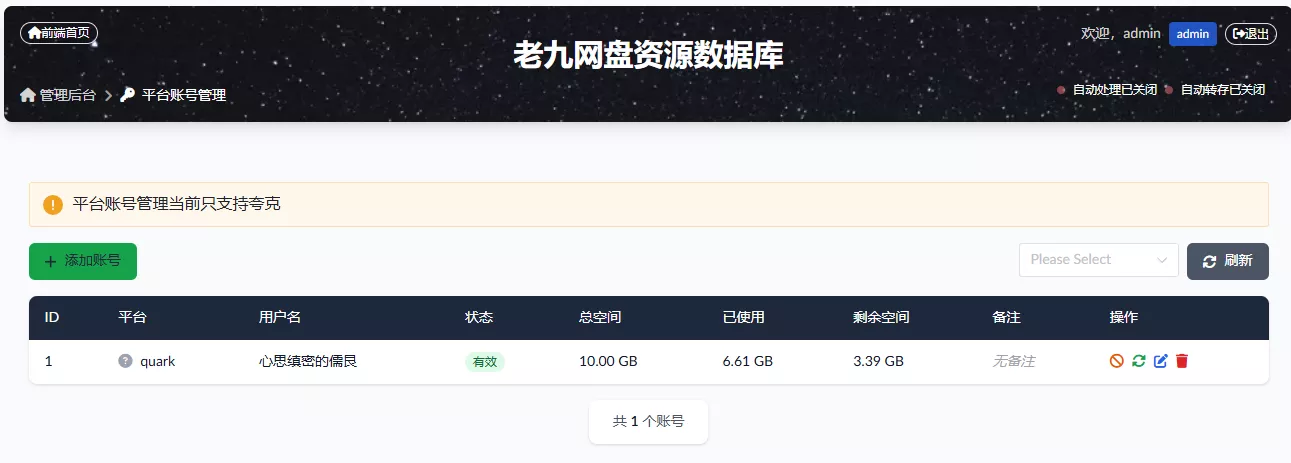 前端首页
欢迎，admin admin 退出
老九网盘资源数据库
管理后台 平台账号管理
自动处理已关闭 自动转存已关闭
平台账号管理当前只支持夸克
添加账号
Please Select 刷新
ID 平台 用户名 状态 总空间 已使用 剩余空间 备注 操作
1 quark 心思缜密的儒艮 有效 10.00 GB 6.61 GB 3.39 GB 无备注
共 1 个账号